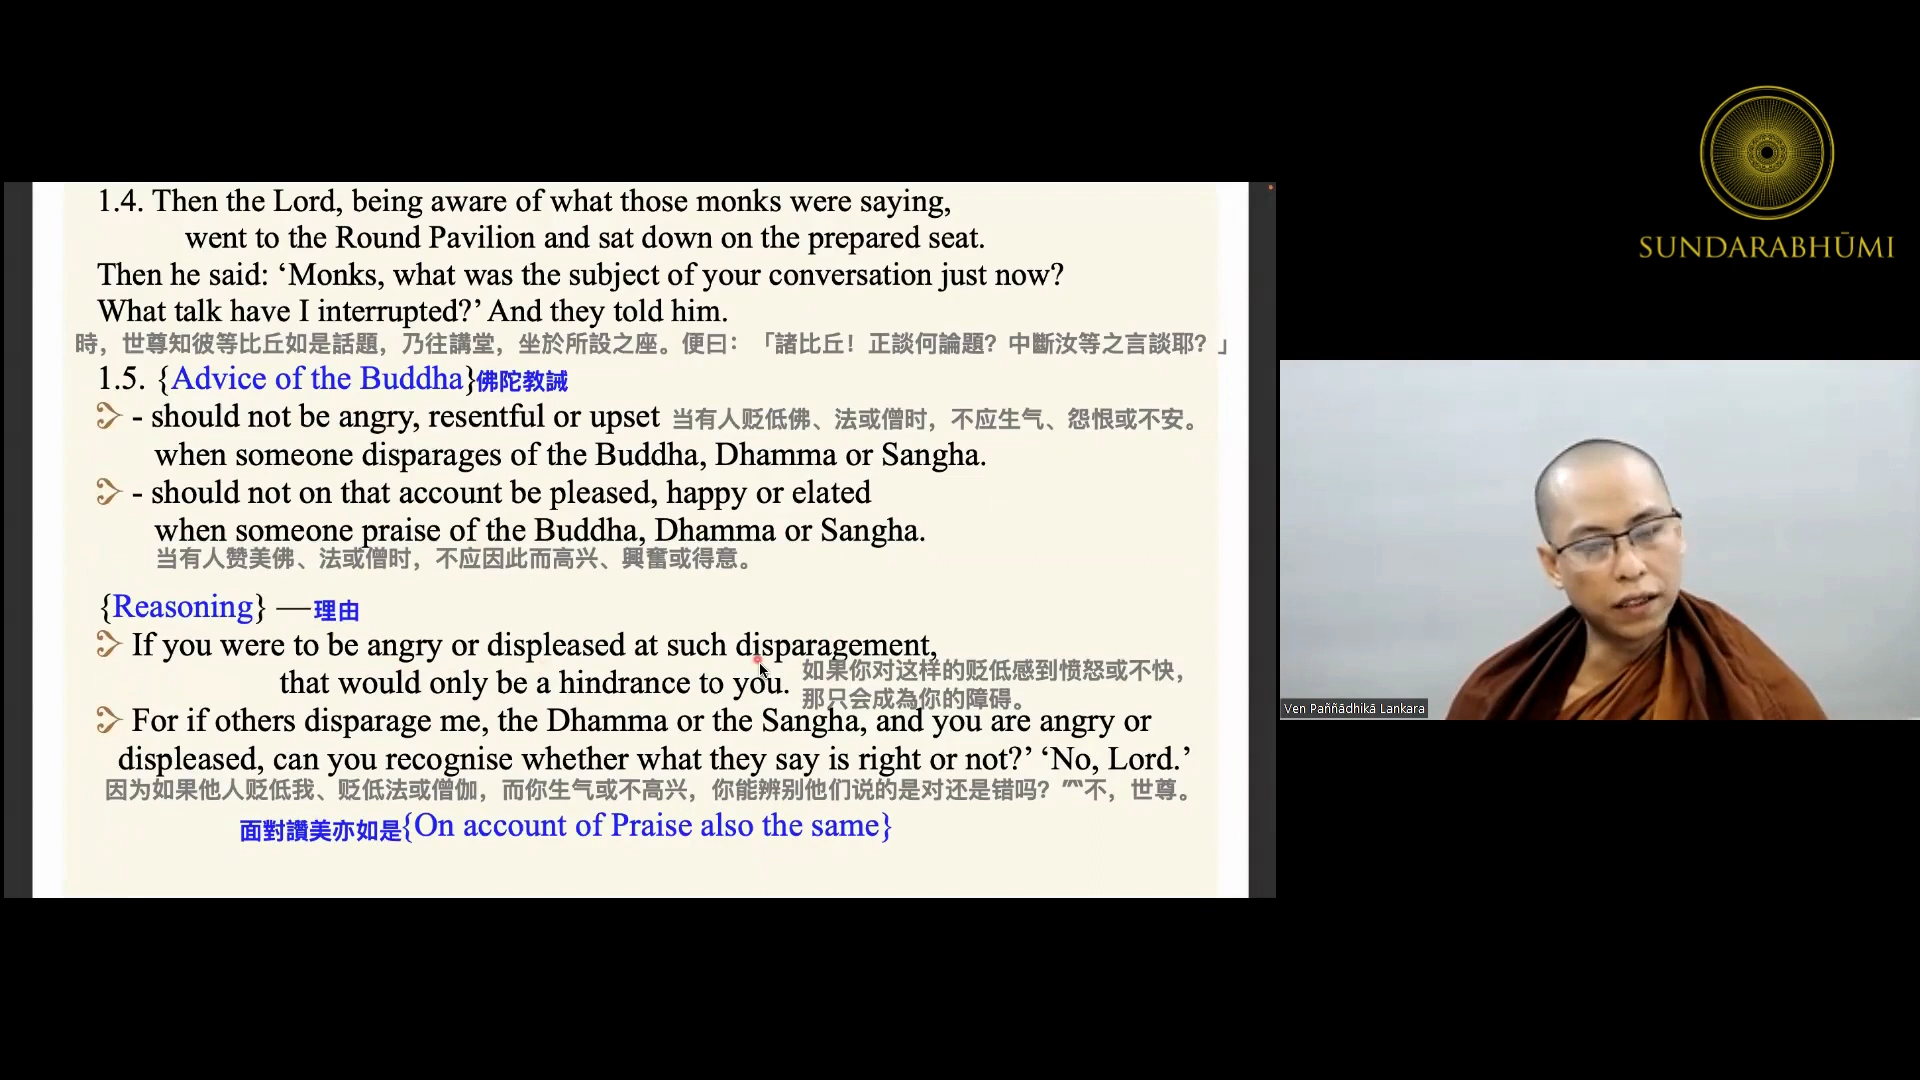 1.4. Then the Lord, being aware of what those monks were saying,
went to the Round Pavilion and sat down on the prepared seat.
Then he said: ‘Monks, what was the subject of your conversation just now?
What talk have I interrupted?’ And they told him.
時，世尊知彼等比丘如是話題，乃往講堂，坐於所設之座。便曰：「諸比丘！正談何論題？中斷汝等之言談耶？」
1.5. {Advice of the Buddha}佛陀教誡
- should not be angry, resentful or upset 当有人贬低佛、法或僧时，不应生气、怨恨或不安。
when someone disparages of the Buddha, Dhamma or Sangha.
- should not on that account be pleased, happy or elated
when someone praise of the Buddha, Dhamma or Sangha.
当有人赞美佛、法或僧时，不应因此而高兴、興奮或得意。
{Reasoning} —理由
If you were to be angry or displeased at such disparagement,
that would only be a hindrance to you.
如果你对这样的贬低感到愤怒或不快，
那只会成為你的障碍。
For if others disparage me, the Dhamma or the Sangha, and you are angry or
displeased, can you recognise whether what they say is right or not?’ ‘No, Lord.’
因为如果他人贬低我、贬低法或僧伽，而你生气或不高兴，你能辨别他们说的是对还是错吗？不，世尊。
面對讚美亦如是{On account of Praise also the same}
SUNDARABHŪMI
Ven Paññādhikā Lankara